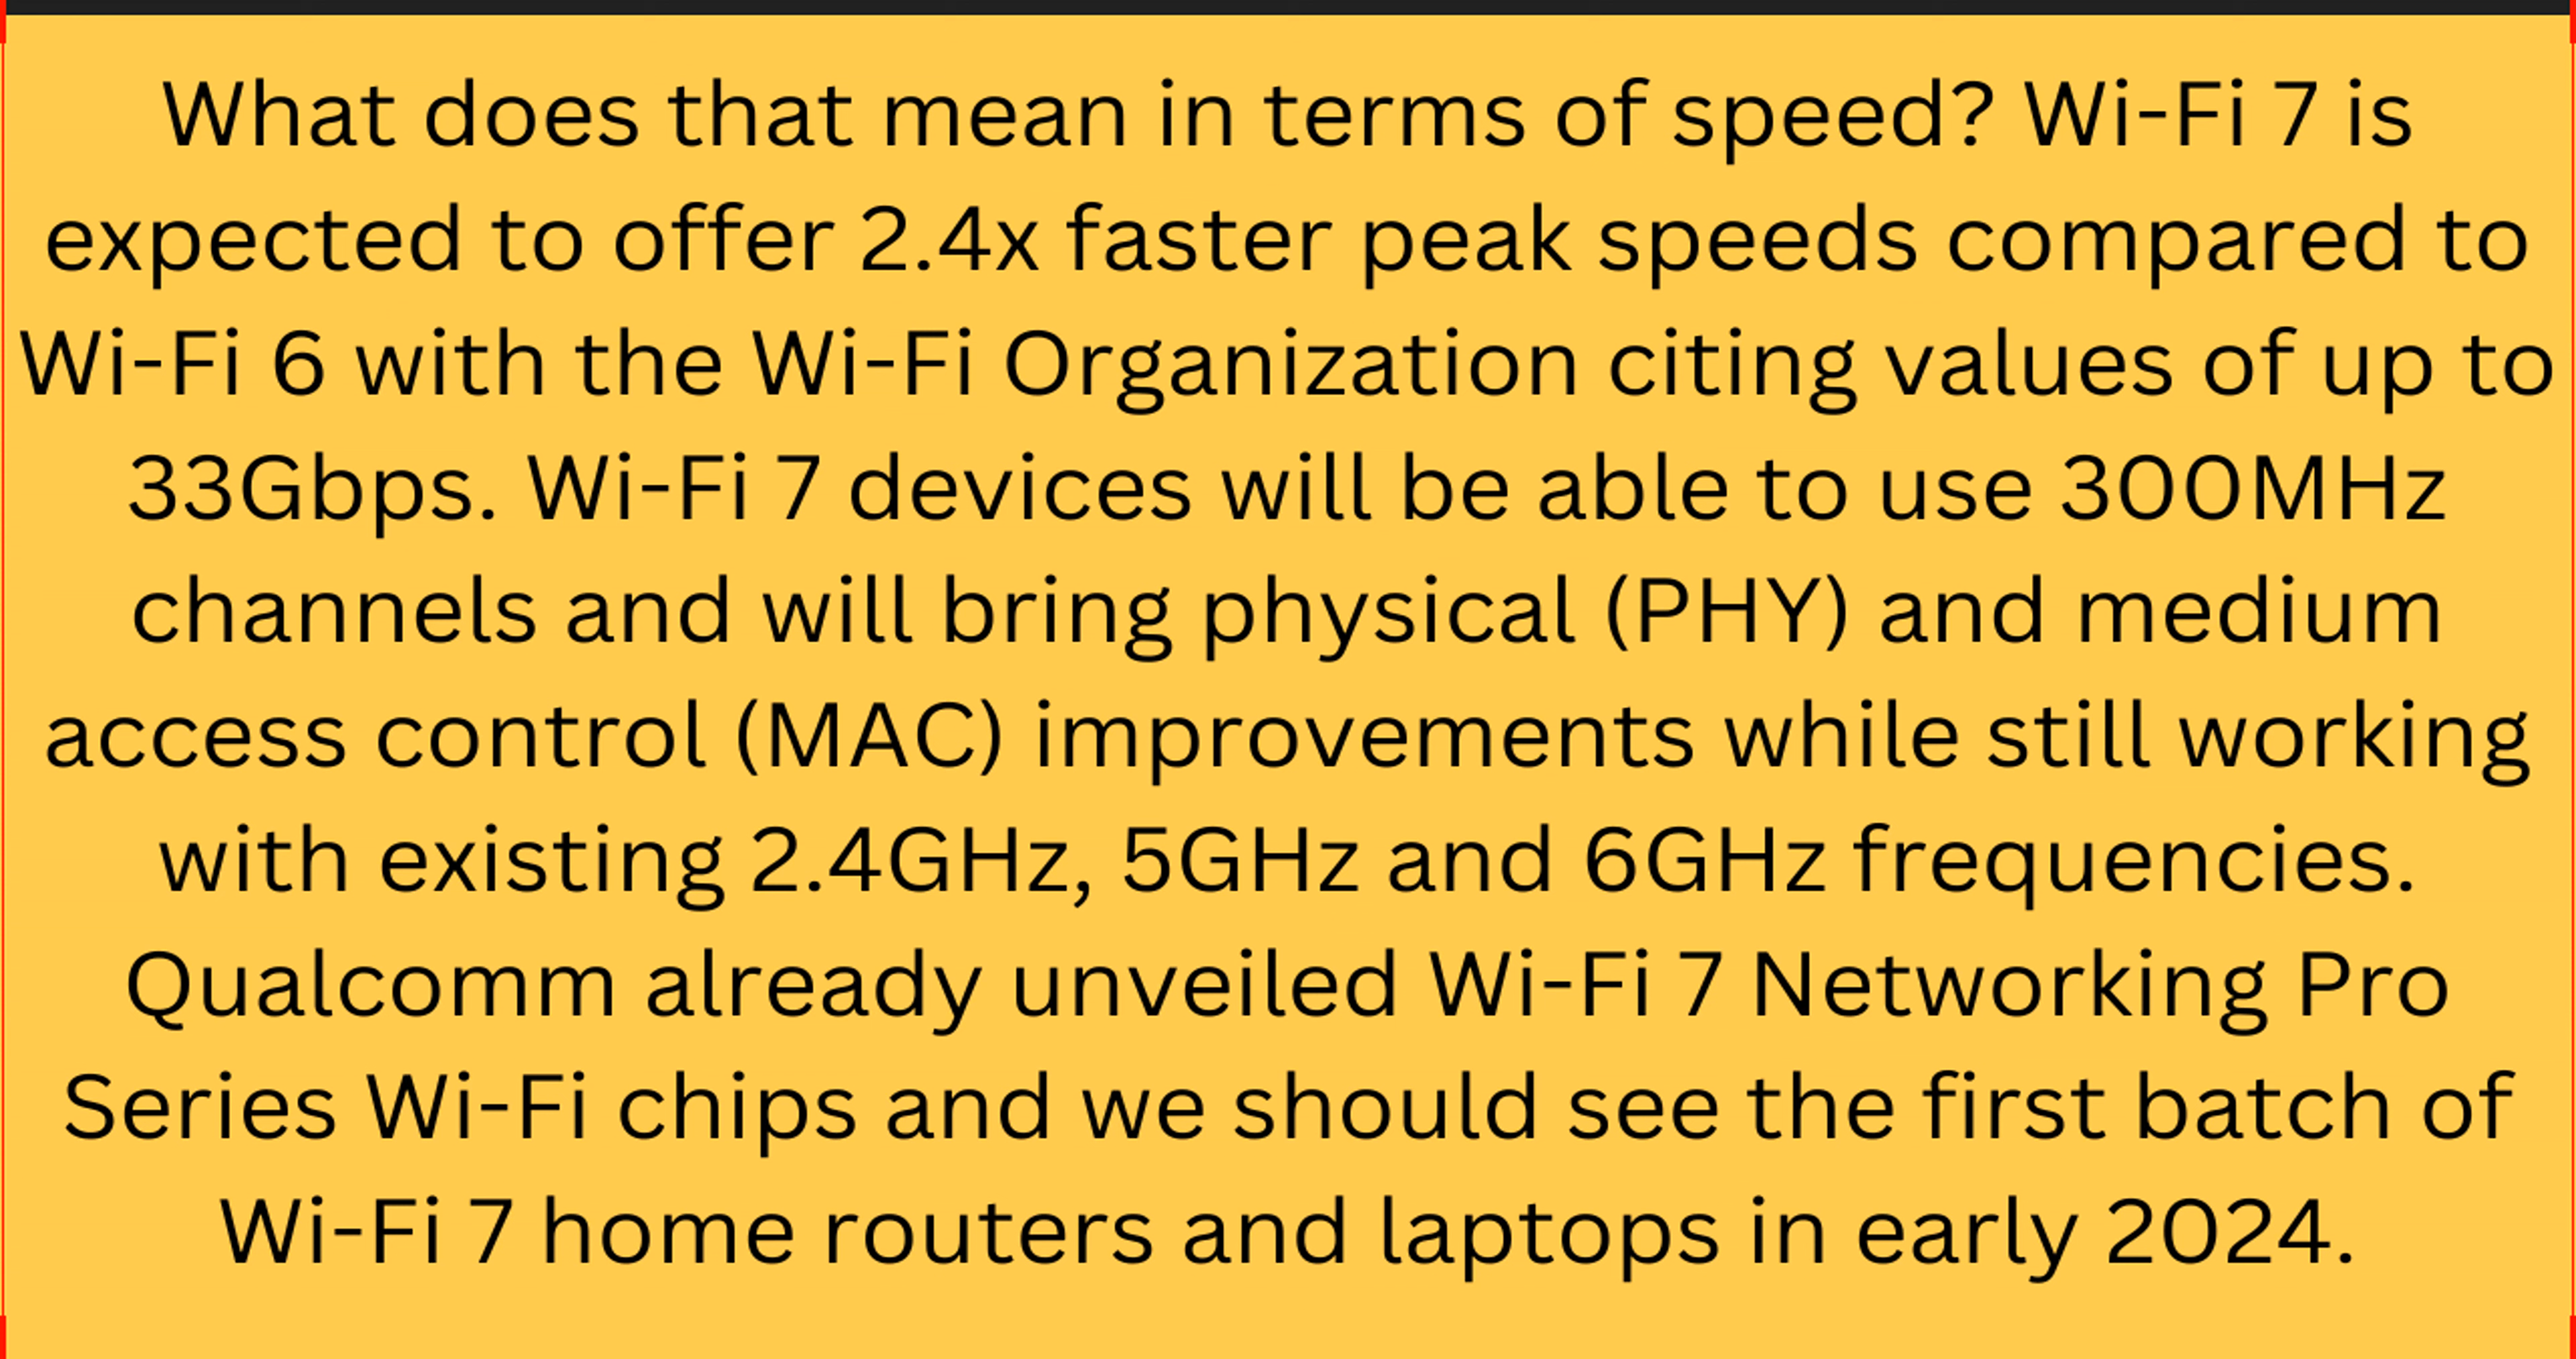 What does that mean in terms of speed? Wi-Fi 7 is
expected to offer 2.4x faster peak speeds compared to
Wi-Fi 6 with the Wi-Fi Organization citing values of up to
33Gbps. Wi-Fi 7 devices will be able to use 300MHz
channels and will bring physical (PHY) and medium
access control (MAC) improvements while still working
with existing 2.4GHz, 5GHz and 6GHz frequencies.
Qualcomm already unveiled Wi-Fi 7 Networking Pro
Series Wi-Fi chips and we should see the first batch of
Wi-Fi 7 home routers and laptops in early 2024.